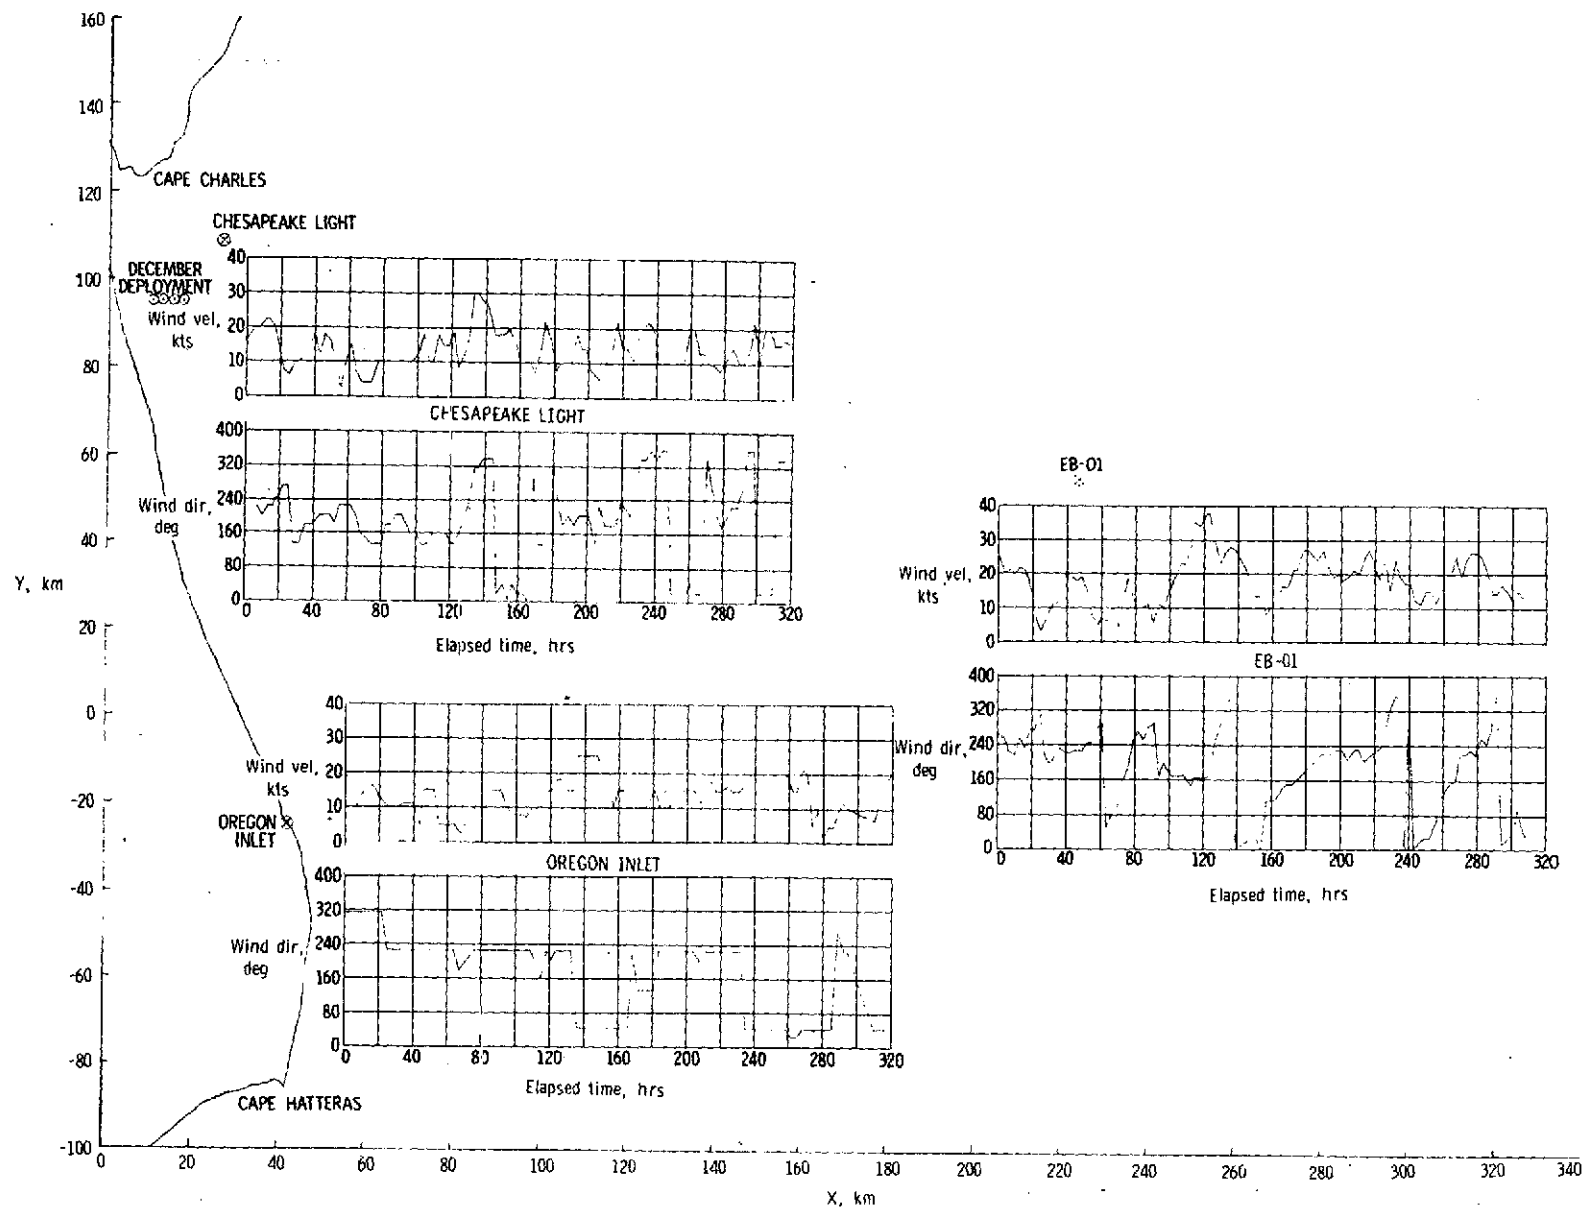 160
140
CAPE CHARLES
120
CHESAPEAKE LIGHT
100
DECEMBER
DEPLOYMENT
Wind vel,
kts
40
30
20
10
0
80
CHESAPEAKE LIGHT
60
Wind dir,
deg
400
320
240
160
80
0
0 40 80 120 160 200 240 280 320
Elapsed time, hrs
40
Y, km
20
0
EB-01
Wind vel,
kts
40
30
20
10
0
EB-01
Wind dir,
deg
400
320
240
160
80
0
0 40 80 120 160 200 240 280 320
Elapsed time, hrs
Wind vel,
kts
40
30
20
10
0
-20
OREGON
INLET
OREGON INLET
-40
Wind dir,
deg
400
320
240
160
80
0
0 40 80 120 160 200 240 280 320
Elapsed time, hrs
-60
-80
CAPE HATTERAS
-100
0 20 40 60 80 100 120 140 160 180 200 220 240 260 280 300 320 340
X, km